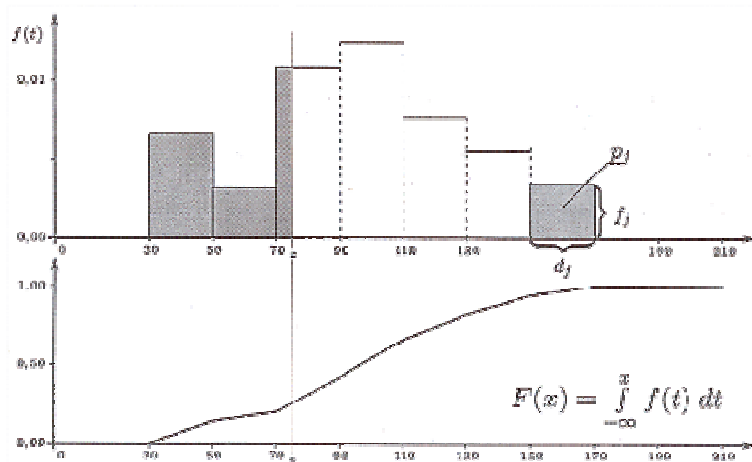 f(t)
0,01
p_j
f_j
0,00
0 30 50 70 x 90 110 130 190 210
d_j
1.00
0,50
F(x) = ∫_{-∞}^{x} f(t) dt
0,00
0 30 50 70 x 90 110 130 150 170 190 210